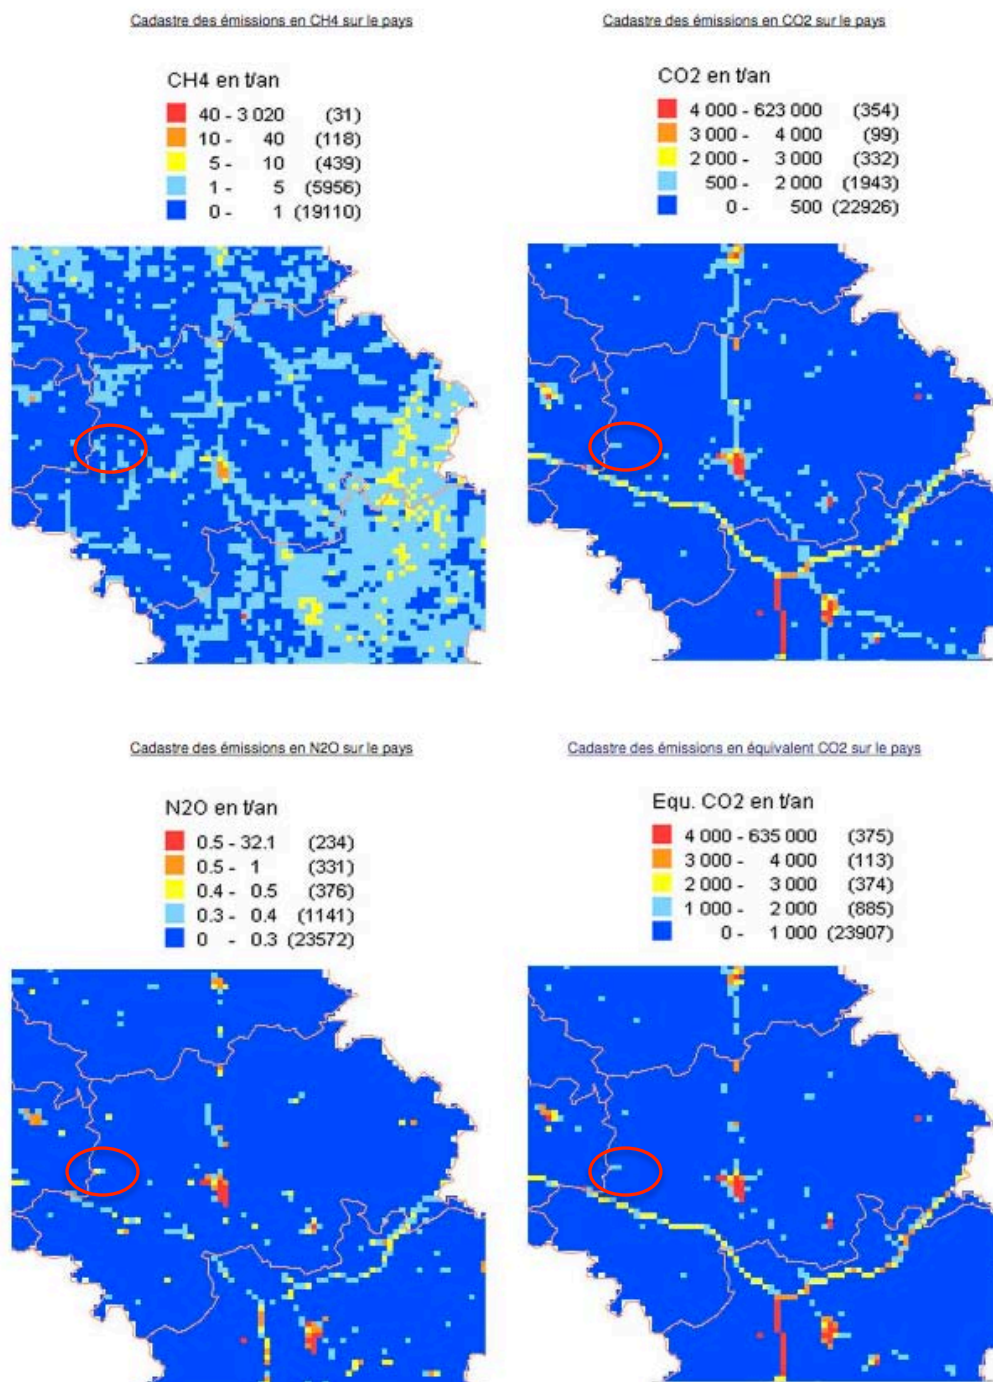 Cadastre des émissions en CH4 sur le pays
CH4 en t/an
40 - 3 020 (31)
10 - 40 (118)
5 - 10 (439)
1 - 5 (5956)
0 - 1 (19110)
Cadastre des émissions en CO2 sur le pays
CO2 en t/an
4 000 - 623 000 (354)
3 000 - 4 000 (99)
2 000 - 3 000 (332)
500 - 2 000 (1943)
0 - 500 (22926)
Cadastre des émissions en N2O sur le pays
N2O en t/an
0.5 - 32.1 (234)
0.5 - 1 (331)
0.4 - 0.5 (376)
0.3 - 0.4 (1141)
0 - 0.3 (23572)
Cadastre des émissions en équivalent CO2 sur le pays
Equ. CO2 en t/an
4 000 - 635 000 (375)
3 000 - 4 000 (113)
2 000 - 3 000 (374)
1 000 - 2 000 (885)
0 - 1 000 (23907)